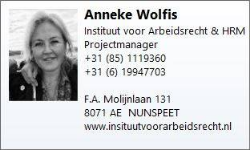 Anneke Wolfis
Instituut voor Arbeidsrecht & HRM
Projectmanager
+31 (85) 1119360
+31 (6) 19947703
F.A. Molijnlaan 131
8071 AE NUNSPEET
www.insituutvoorarbeidsrecht.nl